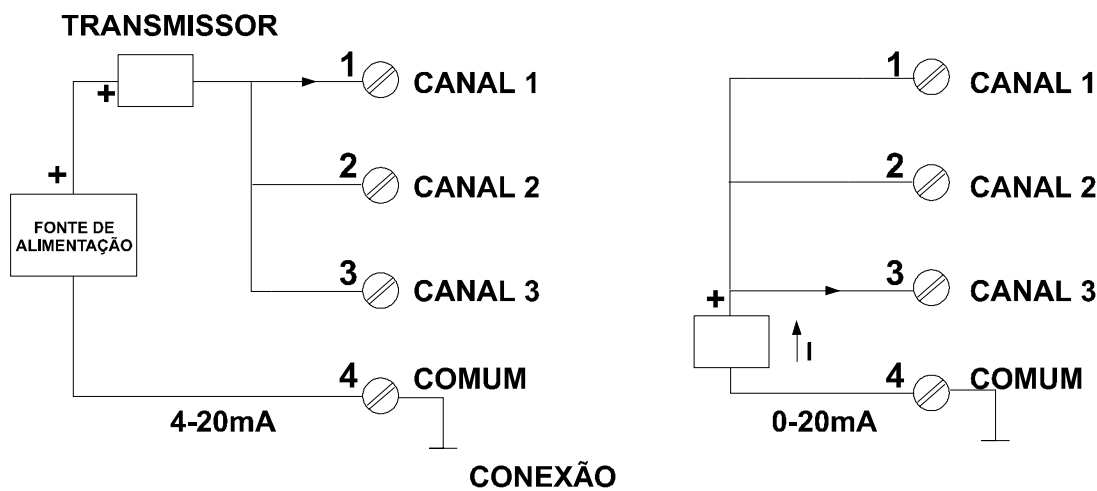 TRANSMISSOR
+
1
CANAL 1
+
2
CANAL 2
FONTE DE
ALIMENTAÇÃO
3
CANAL 3
4
COMUM
4-20mA
1
CANAL 1
2
CANAL 2
3
CANAL 3
+
I
4
COMUM
0-20mA
CONEXÃO